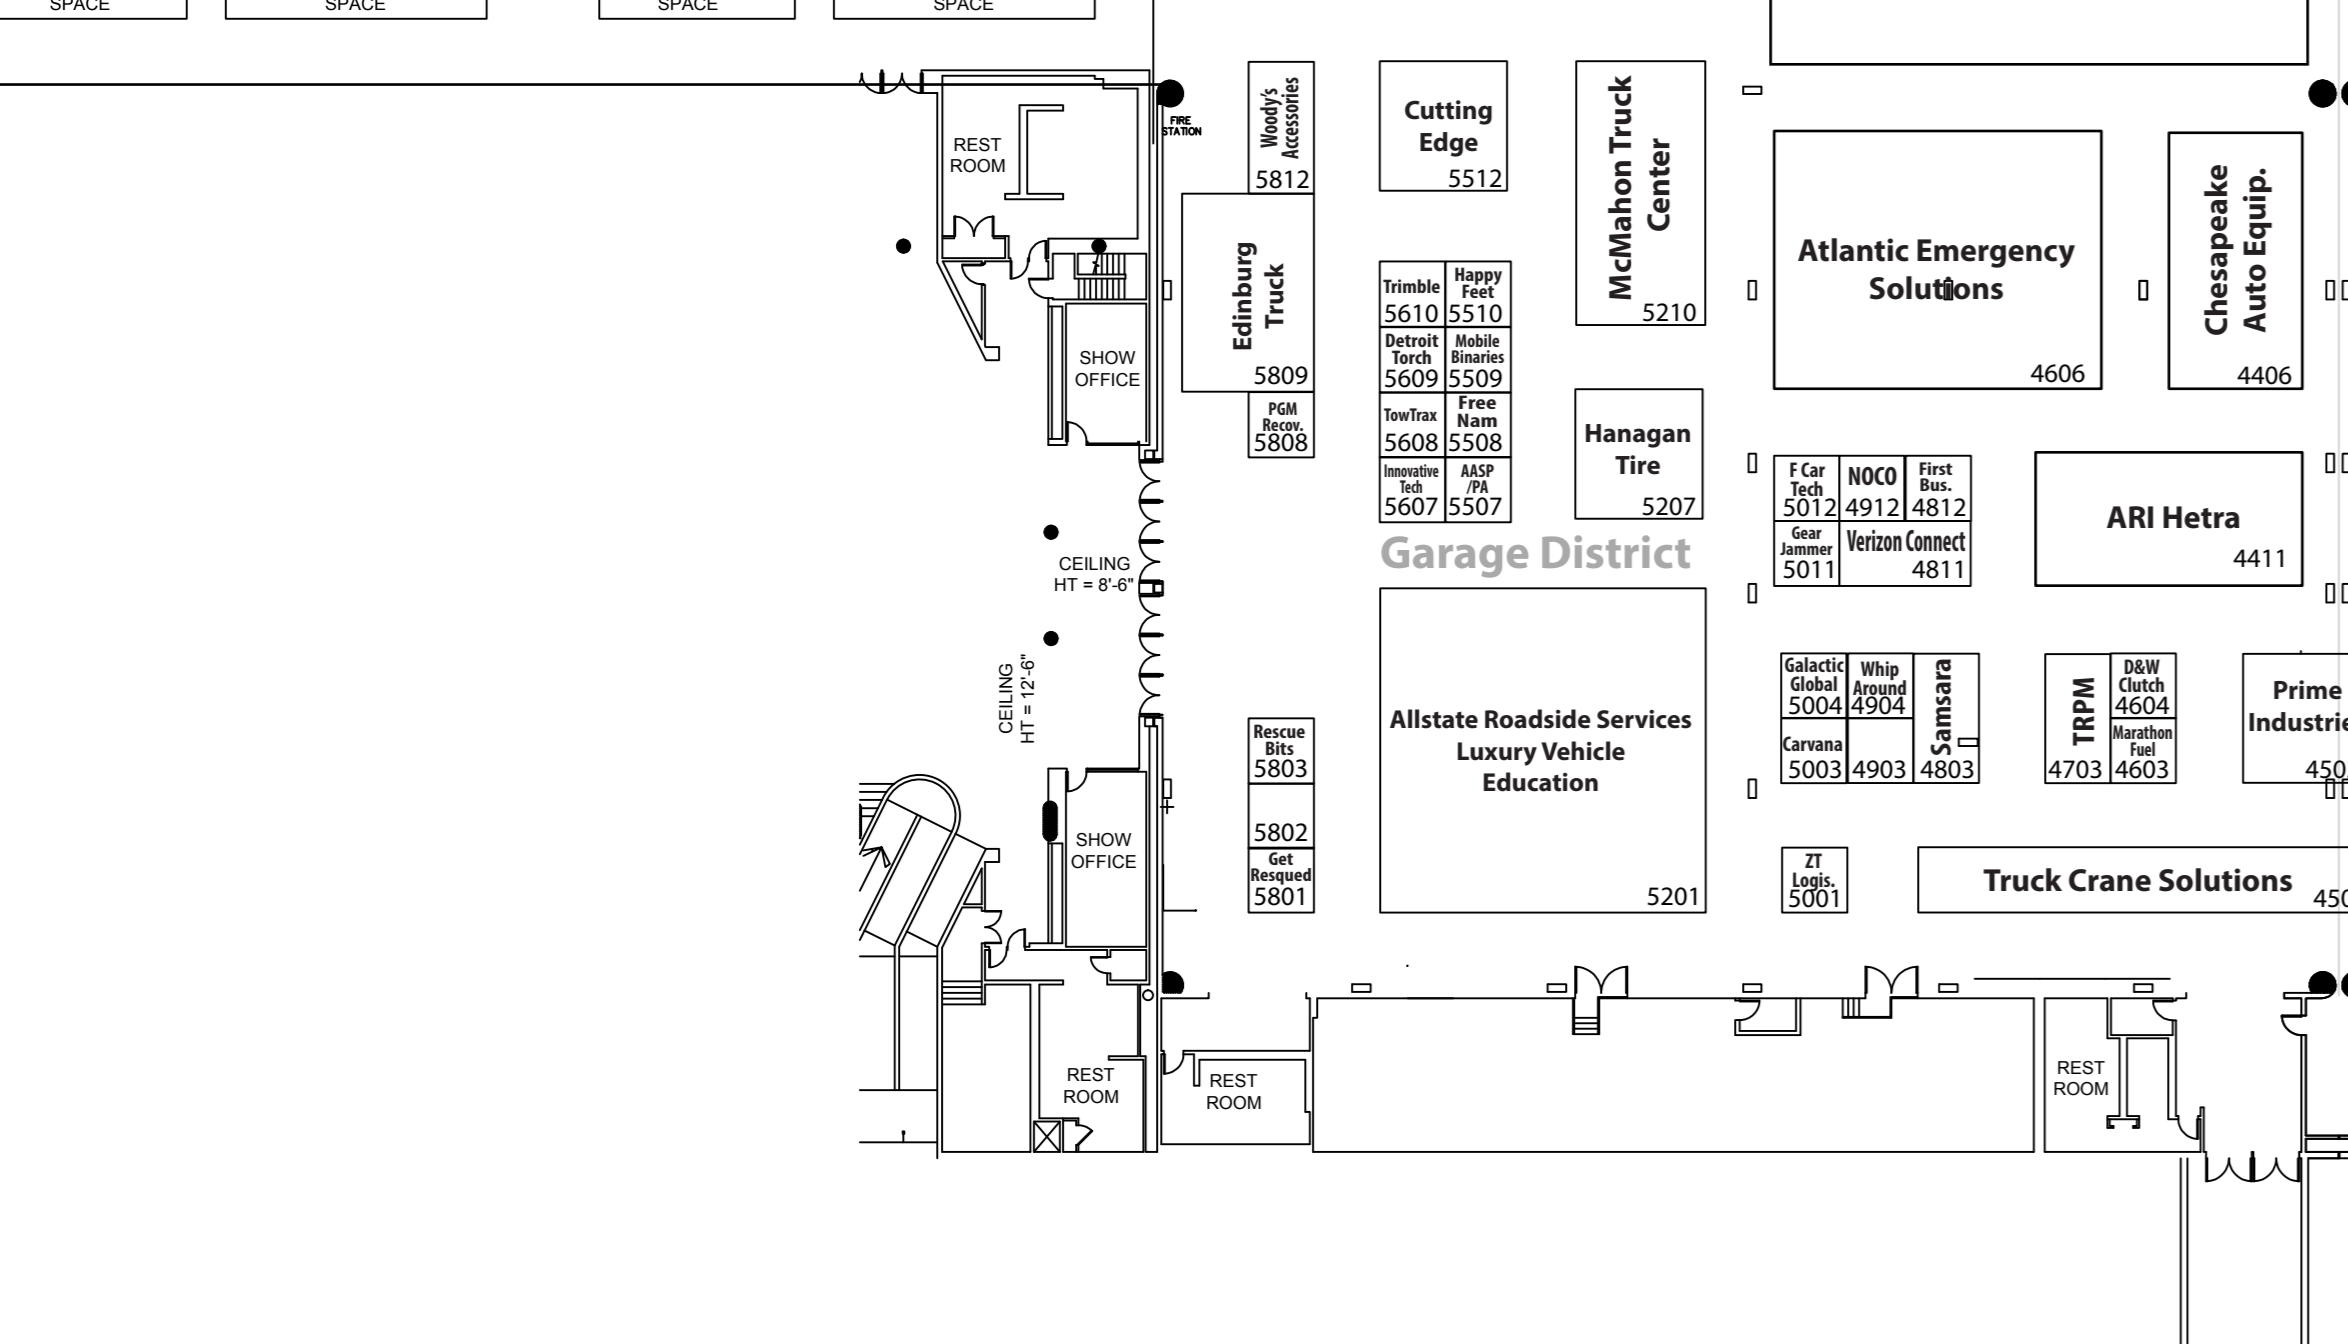 SPACE
SPACE
SPACE
SPACE
REST
ROOM
FIRE
STATION
Woody's
Accessories
5812
Cutting
Edge
5512
McMahon Truck
Center
5210
Edinburg
Truck
5809
PGM
Recov.
5808
Trimble
5610
Happy
Feet
5510
Detroit
Torch
5609
Mobile
Binaries
5509
TowTrax
5608
Free
Nam
5508
Innovative
Tech
5607
AASP
/PA
5507
Hanagan
Tire
5207
Atlantic Emergency
Solutions
4606
Chesapeake
Auto Equip.
4406
SHOW
OFFICE
F Car
Tech
5012
NOCO
4912
First
Bus.
4812
Gear
Jammer
5011
Verizon Connect
4811
ARI Hetra
4411
Garage District
CEILING
HT = 8'-6"
CEILING
HT = 12'-6"
Allstate Roadside Services
Luxury Vehicle
Education
5201
Rescue
Bits
5803
5802
Get
Resqued
5801
Galactic
Global
5004
Whip
Around
4904
Samsara
4803
Carvana
5003
4903
TRPM
4703
D&W
Clutch
4604
Marathon
Fuel
4603
Prime
Industrie
450
SHOW
OFFICE
ZT
Logis.
5001
Truck Crane Solutions
450
REST
ROOM
REST
ROOM
REST
ROOM